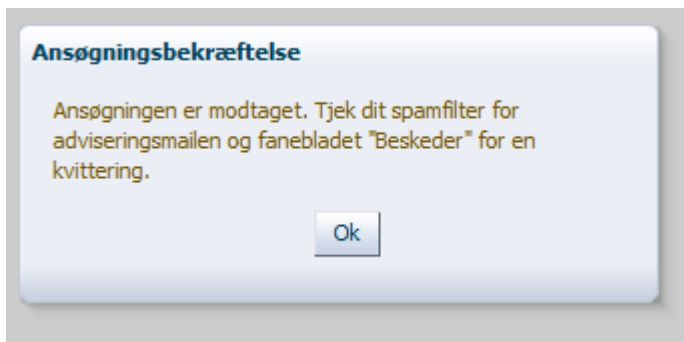 Ansøgningsbekræftelse
Ansøgningen er modtaget. Tjek dit spamfilter for
adviseringsmailen og fanebladet "Beskeder" for en
kvittering.
Ok